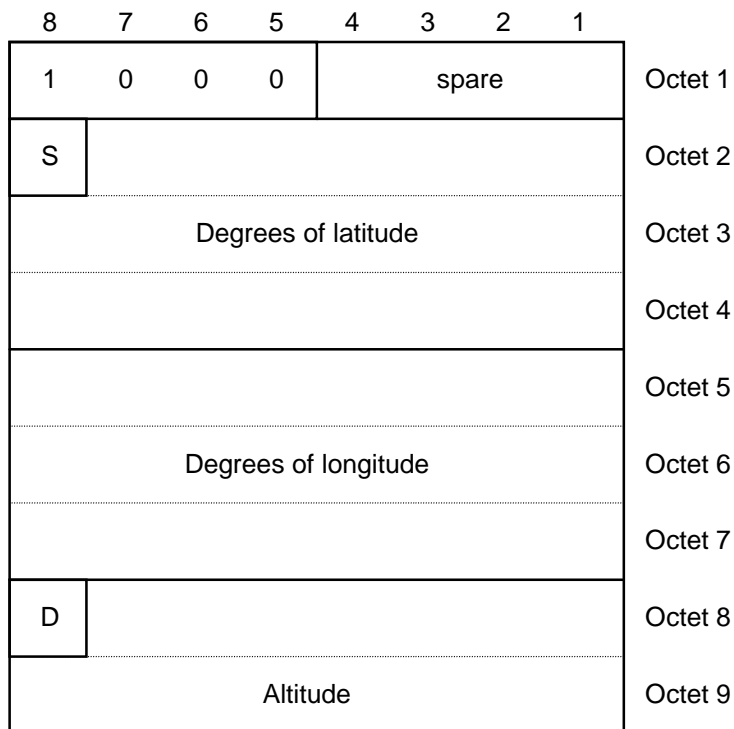 8 7 6 5 4 3 2 1
1 0 0 0 spare Octet 1
S Octet 2
Degrees of latitude Octet 3
Octet 4
Octet 5
Degrees of longitude Octet 6
Octet 7
D Octet 8
Altitude Octet 9